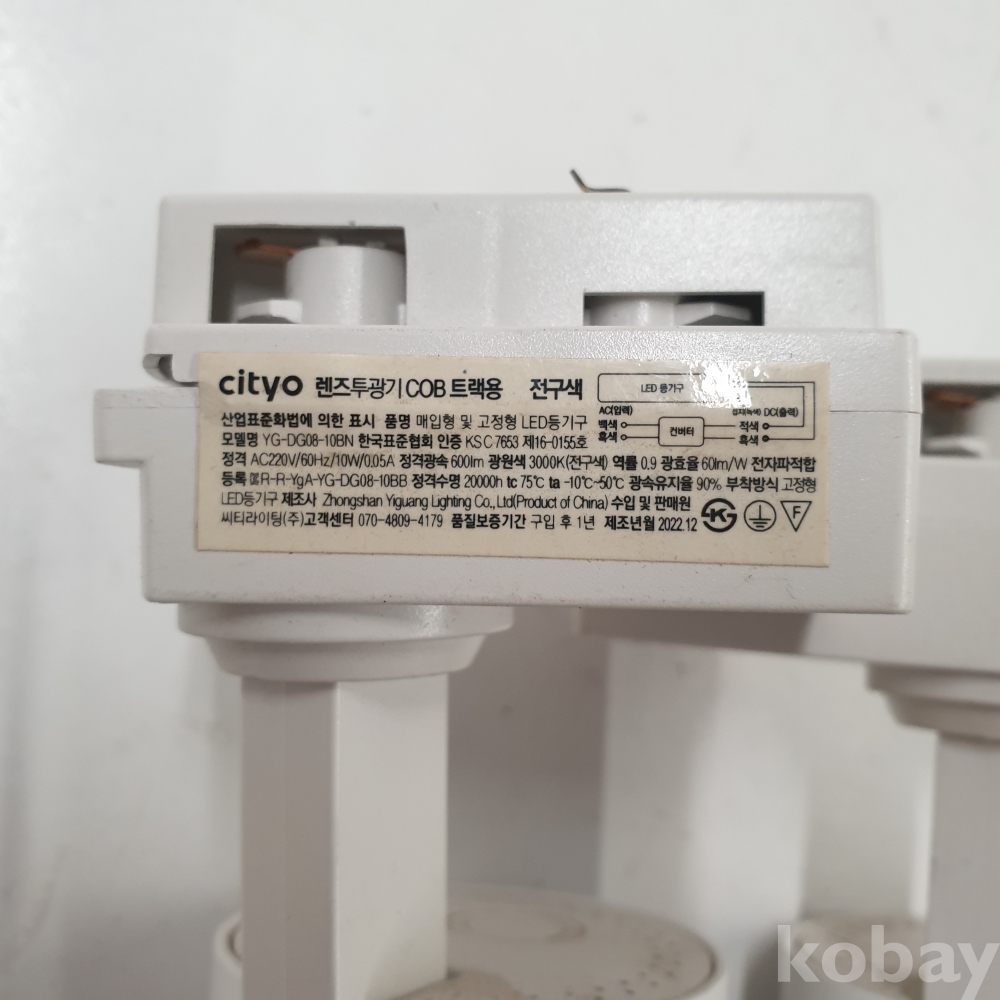 cityo 렌즈투광기 COB 트랙용 전구색
산업표준화법에 의한 표시 품명 매입형 및 고정형 LED등기구
모델명 YG-DG08-10BN 한국표준협회 인증 KS C 7653 제16-0155호
정격 AC220V/60Hz/10W/0.05A 정격광속 600lm 광원색 3000K(전구색) 역률 0.9 광효율 60lm/W 전자파적합
등록 R-R-YgA-YG-DG08-10BB 정격수명 20000h tc 75℃ ta -10℃~50℃ 광속유지율 90% 부착방식 고정형
LED등기구 제조사 Zhongshan Yiguang Lighting Co., Ltd(Product of China) 수입 및 판매원
씨티라이팅(주)고객센터 070-4809-4179 품질보증기간 구입 후 1년 제조년월 2022.12
LED 등기구
AC(입력) DC(출력)
백색 컨버터 적색
흑색 흑색
F
kobay